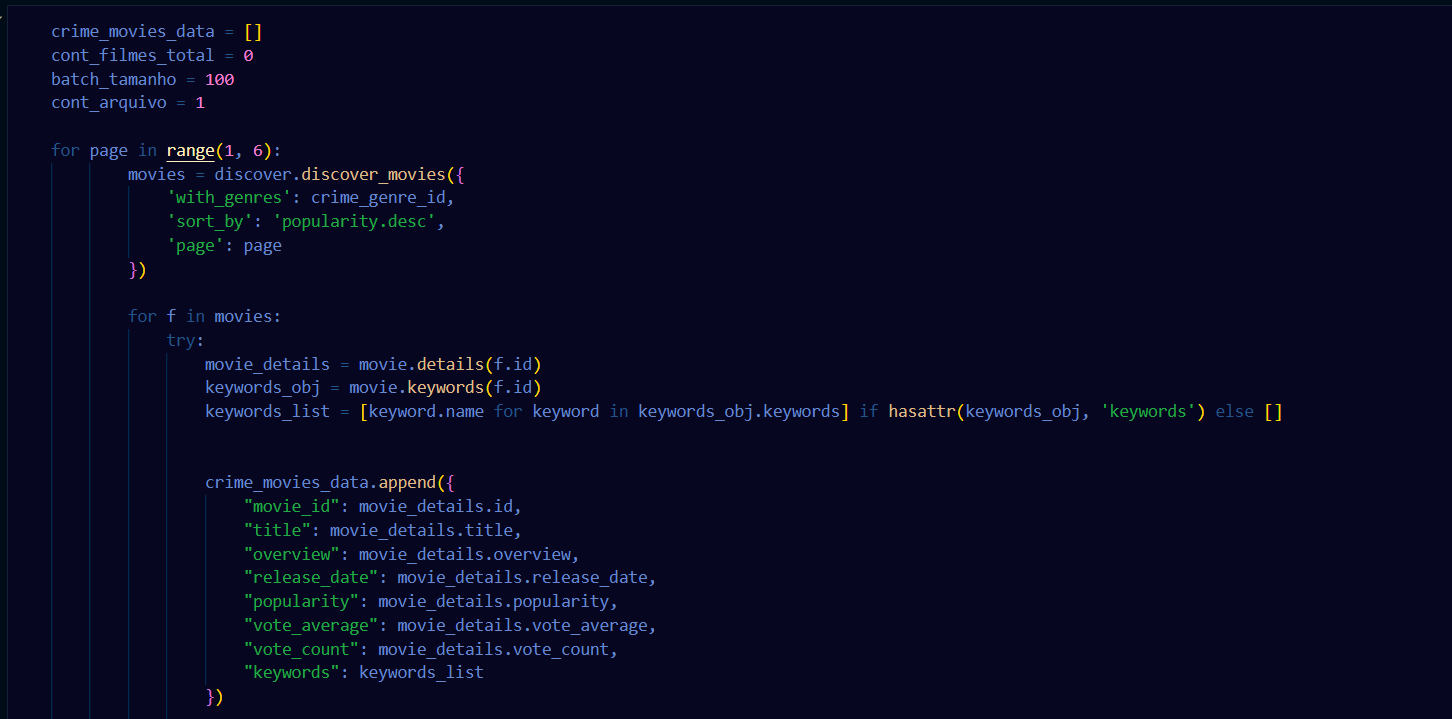 crime_movies_data = []
cont_filmes_total = 0
batch_tamanho = 100
cont_arquivo = 1
for page in range(1, 6):
movies = discover.discover_movies({
'with_genres': crime_genre_id,
'sort_by': 'popularity.desc',
'page': page
})
for f in movies:
try:
movie_details = movie.details(f.id)
keywords_obj = movie.keywords(f.id)
keywords_list = [keyword.name for keyword in keywords_obj.keywords] if hasattr(keywords_obj, 'keywords') else []
crime_movies_data.append({
"movie_id": movie_details.id,
"title": movie_details.title,
"overview": movie_details.overview,
"release_date": movie_details.release_date,
"popularity": movie_details.popularity,
"vote_average": movie_details.vote_average,
"vote_count": movie_details.vote_count,
"keywords": keywords_list
})